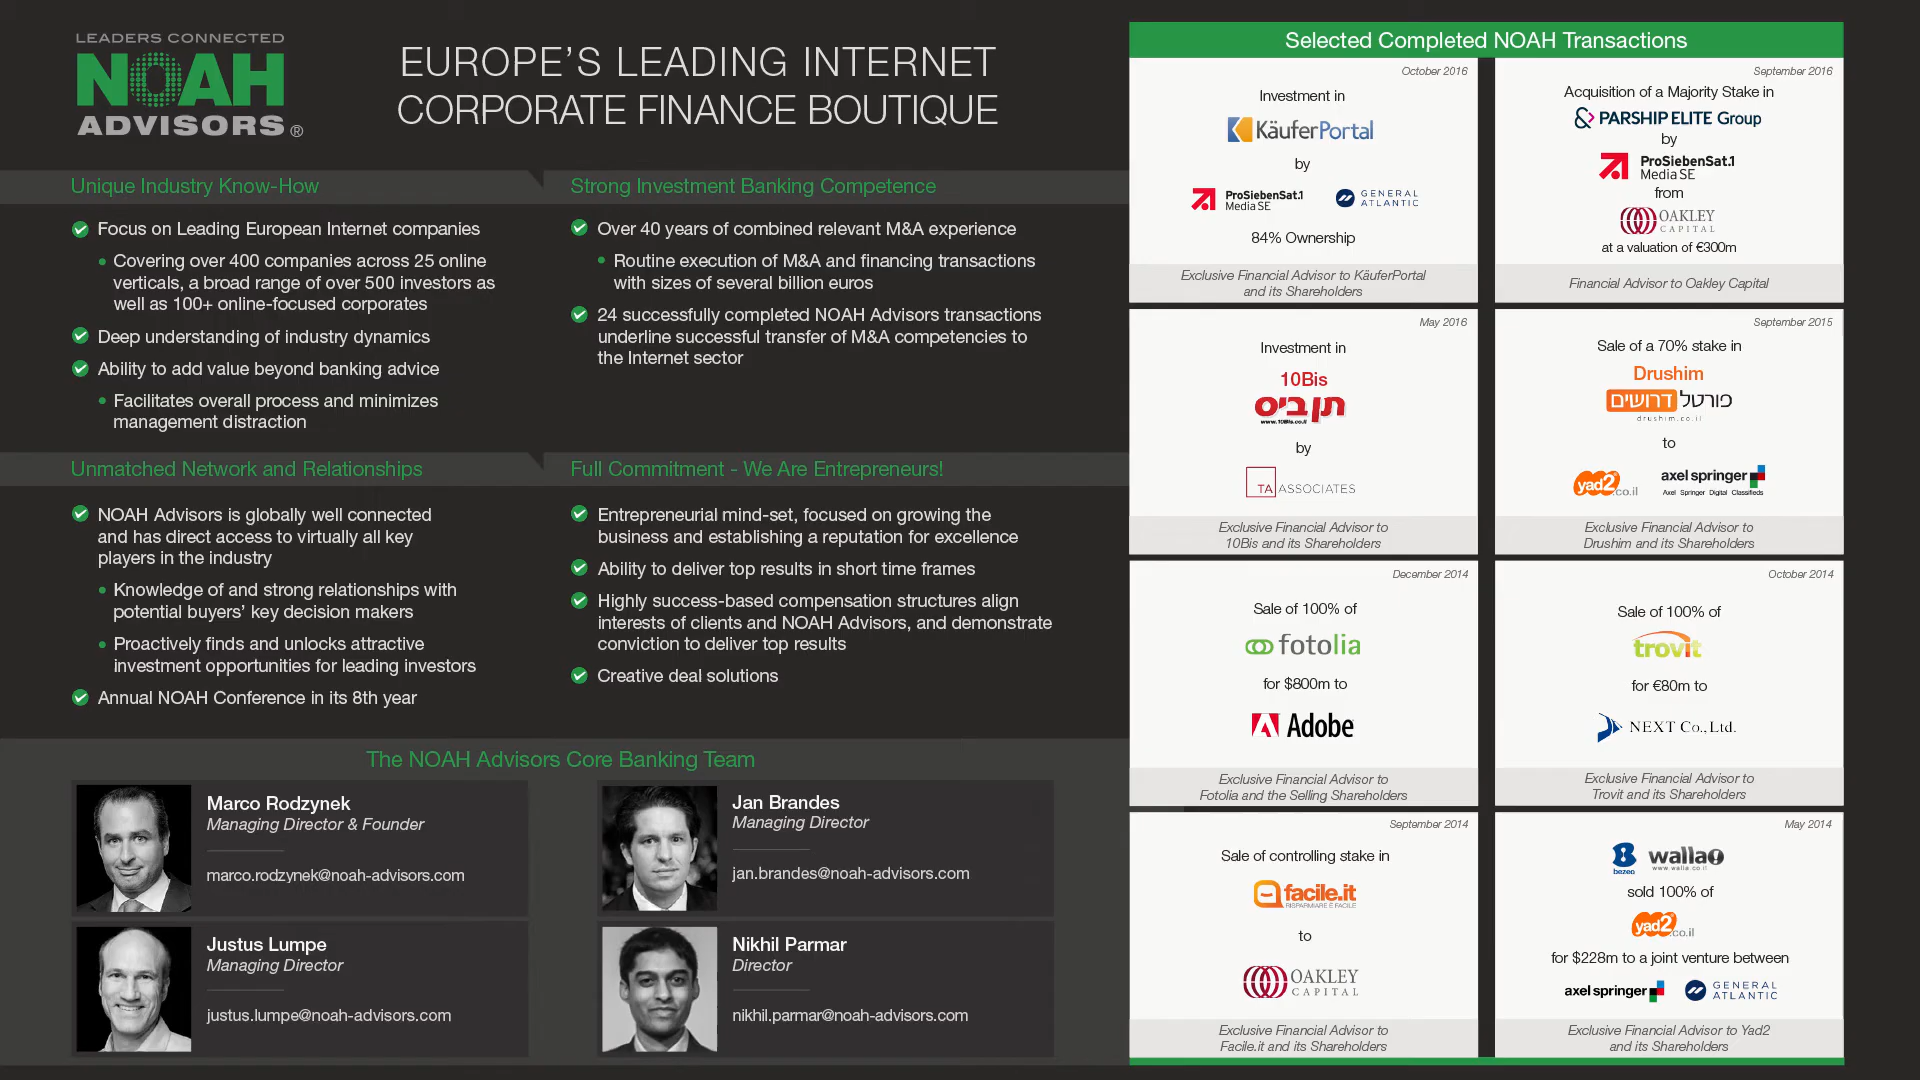 LEADERS CONNECTED
NOAH
ADVISORS®
EUROPE'S LEADING INTERNET
CORPORATE FINANCE BOUTIQUE
Unique Industry Know-How
Focus on Leading European Internet companies
Covering over 400 companies across 25 online
verticals, a broad range of over 500 investors as
well as 100+ online-focused corporates
Deep understanding of industry dynamics
Ability to add value beyond banking advice
Facilitates overall process and minimizes
management distraction
Strong Investment Banking Competence
Over 40 years of combined relevant M&A experience
Routine execution of M&A and financing transactions
with sizes of several billion euros
24 successfully completed NOAH Advisors transactions
underline successful transfer of M&A competencies to
the Internet sector
Unmatched Network and Relationships
NOAH Advisors is globally well connected
and has direct access to virtually all key
players in the industry
Knowledge of and strong relationships with
potential buyers' key decision makers
Proactively finds and unlocks attractive
investment opportunities for leading investors
Annual NOAH Conference in its 8th year
Full Commitment - We Are Entrepreneurs!
Entrepreneurial mind-set, focused on growing the
business and establishing a reputation for excellence
Ability to deliver top results in short time frames
Highly success-based compensation structures align
interests of clients and NOAH Advisors, and demonstrate
conviction to deliver top results
Creative deal solutions
The NOAH Advisors Core Banking Team
Marco Rodzynek
Managing Director & Founder
marco.rodzynek@noah-advisors.com
Jan Brandes
Managing Director
jan.brandes@noah-advisors.com
Justus Lumpe
Managing Director
justus.lumpe@noah-advisors.com
Nikhil Parmar
Director
nikhil.parmar@noah-advisors.com
Selected Completed NOAH Transactions
October 2016
Investment in
KäuferPortal
by
ProSiebenSat.1
Media SE
GENERAL
ATLANTIC
84% Ownership
Exclusive Financial Advisor to KäuferPortal
and its Shareholders
September 2016
Acquisition of a Majority Stake in
PARSHIP ELITE Group
by
ProSiebenSat.1
Media SE
from
OAKLEY
CAPITAL
at a valuation of €300m
Financial Advisor to Oakley Capital
May 2016
Investment in
10Bis
תן ביס
www.10Bis.co.il
by
TA ASSOCIATES
Exclusive Financial Advisor to
10Bis and its Shareholders
September 2015
Sale of a 70% stake in
Drushim
פורטל דרושים
drushim.co.il
to
yad2.co.il
axel springer
Axel Springer Digital Classifieds
Exclusive Financial Advisor to
Drushim and its Shareholders
December 2014
Sale of 100% of
fotolia
for $800m to
Adobe
Exclusive Financial Advisor to
Fotolia and the Selling Shareholders
October 2014
Sale of 100% of
trovit
for €80m to
NEXT Co., Ltd.
Exclusive Financial Advisor to
Trovit and its Shareholders
September 2014
Sale of controlling stake in
facile.it
RISPARMIARE È FACILE
to
OAKLEY
CAPITAL
Exclusive Financial Advisor to
Facile.it and its Shareholders
May 2014
bezeq
walla
www.walla.co.il
sold 100% of
yad2.co.il
for $228m to a joint venture between
axel springer
GENERAL
ATLANTIC
Exclusive Financial Advisor to Yad2
and its Shareholders